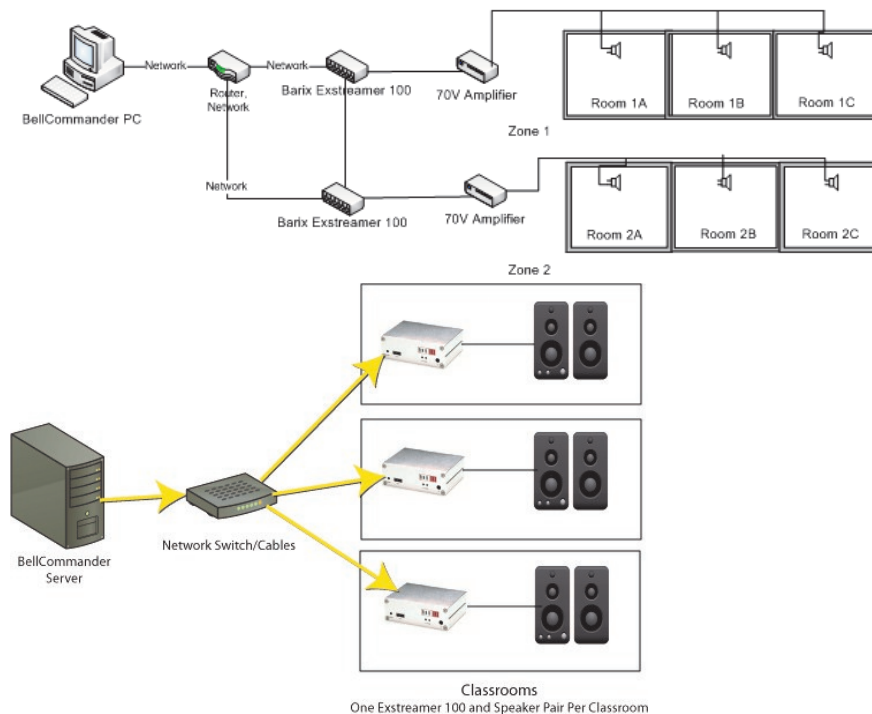 Network
Network
BellCommander PC
Router,
Network
Barix Exstreamer 100
70V Amplifier
Room 1A
Room 1B
Room 1C
Zone 1
Network
Barix Exstreamer 100
70V Amplifier
Room 2A
Room 2B
Room 2C
Zone 2
BellCommander
Server
Network Switch/Cables
Classrooms
One Exstreamer 100 and Speaker Pair Per Classroom